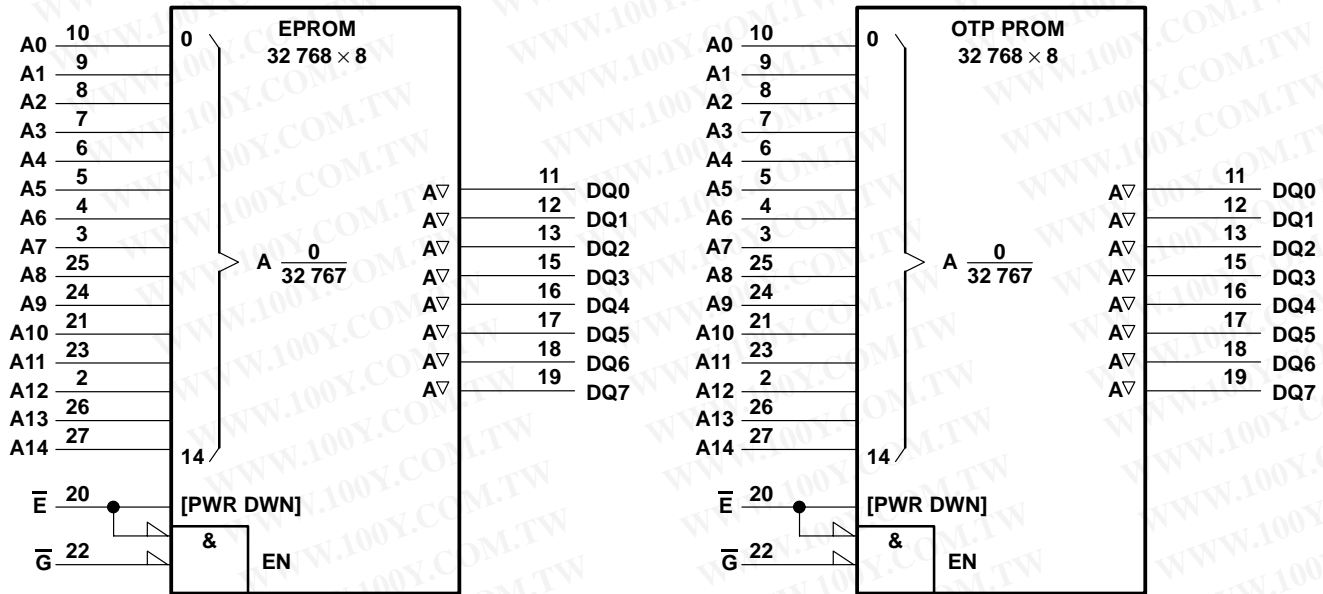 EPROM
32 768 × 8
A0 10 0
A1 9
A2 8
A3 7
A4 6
A5 5 A▽ 11 DQ0
A6 4 A▽ 12 DQ1
A7 3 A▽ 13 DQ2
A 0
32 767
A8 25 A▽ 15 DQ3
A9 24 A▽ 16 DQ4
A10 21 A▽ 17 DQ5
A11 23 A▽ 18 DQ6
A12 2 A▽ 19 DQ7
A13 26
A14 27 14
E̅ 20 [PWR DWN]
&
G̅ 22 EN
OTP PROM
32 768 × 8
A0 10 0
A1 9
A2 8
A3 7
A4 6
A5 5 A▽ 11 DQ0
A6 4 A▽ 12 DQ1
A7 3 A▽ 13 DQ2
A 0
32 767
A8 25 A▽ 15 DQ3
A9 24 A▽ 16 DQ4
A10 21 A▽ 17 DQ5
A11 23 A▽ 18 DQ6
A12 2 A▽ 19 DQ7
A13 26
A14 27 14
E̅ 20 [PWR DWN]
&
G̅ 22 EN
WWW.100Y.COM.TW